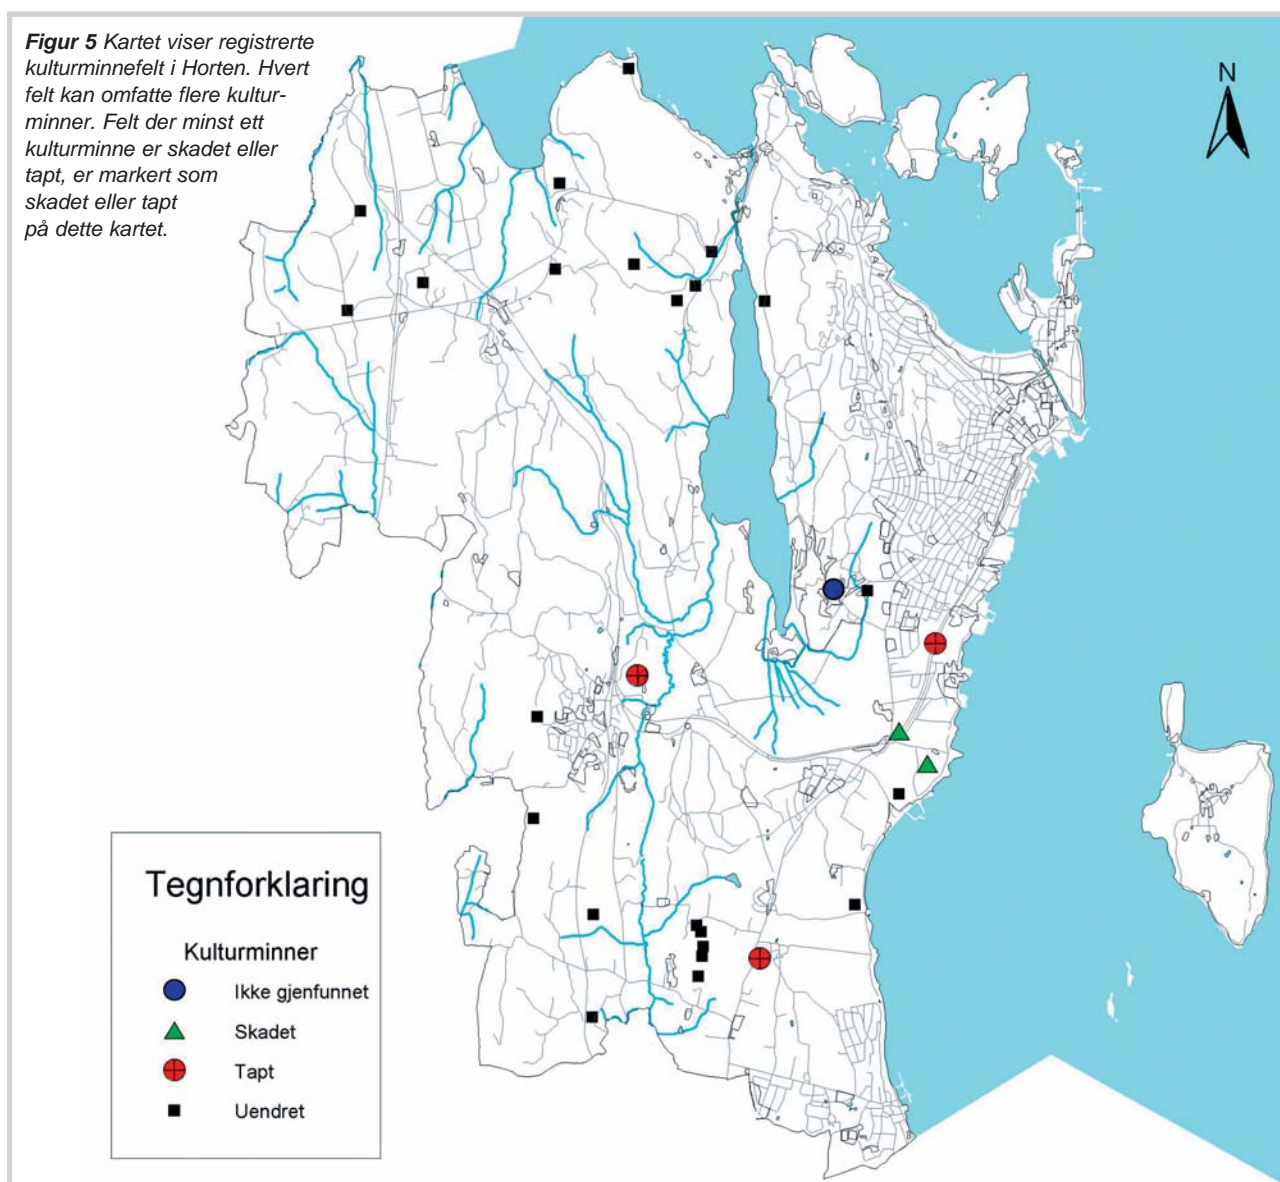 Figur 5 Kartet viser registrerte
kulturminnefelt i Horten. Hvert
felt kan omfatte flere kultur-
minner. Felt der minst ett
kulturminne er skadet eller
tapt, er markert som
skadet eller tapt
på dette kartet.
N
Tegnforklaring
Kulturminner
Ikke gjenfunnet
Skadet
Tapt
Uendret